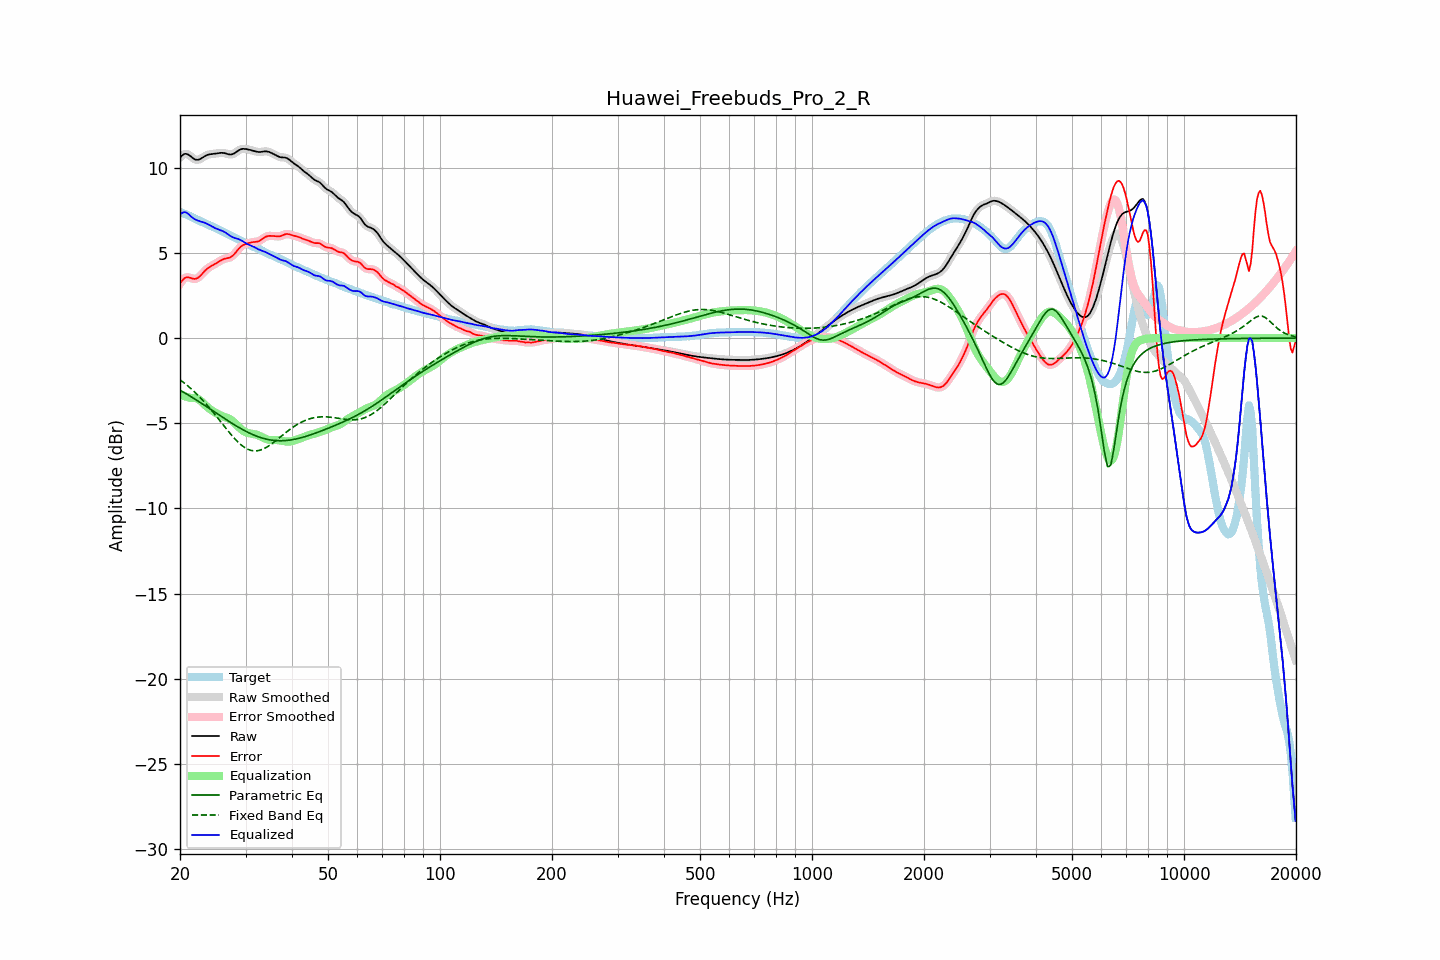 Huawei_Freebuds_Pro_2_R
10
5
0
−5
−10
−15
−20
−25
−30
Amplitude (dBr)
Target
Raw Smoothed
Error Smoothed
Raw
Error
Equalization
Parametric Eq
Fixed Band Eq
Equalized
20 50 100 200 500 1000 2000 5000 10000 20000
Frequency (Hz)